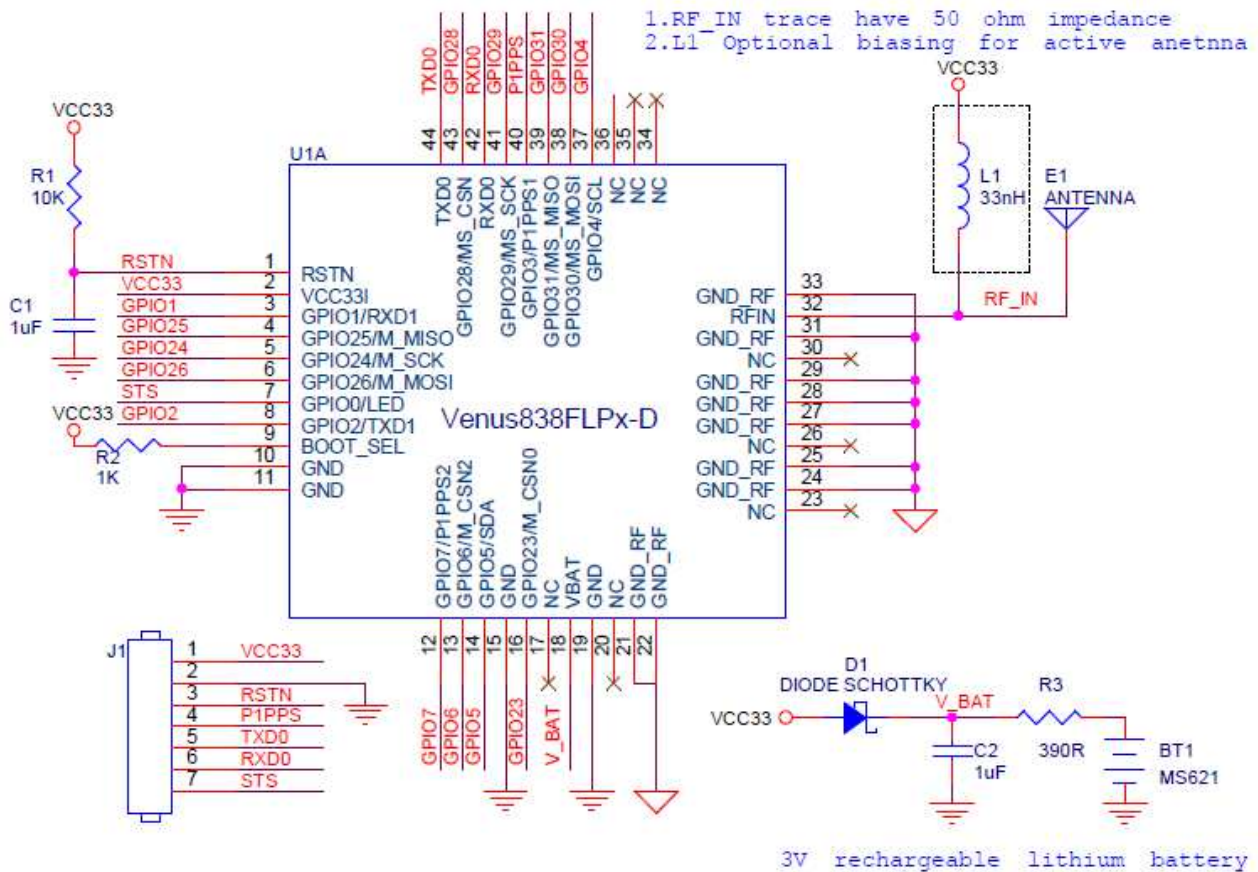 1.RF_IN trace have 50 ohm impedance
2.L1 Optional biasing for active anetnna
TXD0
GPIO28
RXD0
GPIO29
P1PPS
GPIO31
GPIO30
GPIO4
44
43
42
41
40
39
38
37
36
35
34
VCC33
R1
10K
C1
1uF
VCC33
R2
1K
U1A
TXD0
GPIO28/MS_CSN
RXD0
GPIO29/MS_SCK
GPIO3/P1PPS1
GPIO31/MS_MISO
GPIO30/MS_MOSI
GPIO4/SCL
NC
NC
NC
RSTN 1 RSTN
VCC33 2 VCC33I
GPIO1 3 GPIO1/RXD1
GPIO25 4 GPIO25/M_MISO
GPIO24 5 GPIO24/M_SCK
GPIO26 6 GPIO26/M_MOSI
STS 7 GPIO0/LED
GPIO2 8 GPIO2/TXD1
9 BOOT_SEL
10 GND
11 GND
Venus838FLPx-D
GND_RF 33
RFIN 32
GND_RF 31
NC 30
GND_RF 29
GND_RF 28
GND_RF 27
NC 26
GND_RF 25
GND_RF 24
NC 23
VCC33
L1
33nH
E1
ANTENNA
RF_IN
GPIO7/P1PPS2
GPIO6/M_CSN2
GPIO5/SDA
GND
GPIO23/M_CSN0
NC
VBAT
GND
NC
GND_RF
GND_RF
12
13
14
15
16
17
18
19
20
21
22
GPIO7
GPIO6
GPIO5
GPIO23
V_BAT
J1
1 VCC33
2
3 RSTN
4 P1PPS
5 TXD0
6 RXD0
7 STS
D1
DIODE SCHOTTKY
VCC33
V_BAT
C2
1uF
R3
390R
BT1
MS621
3V rechargeable lithium battery